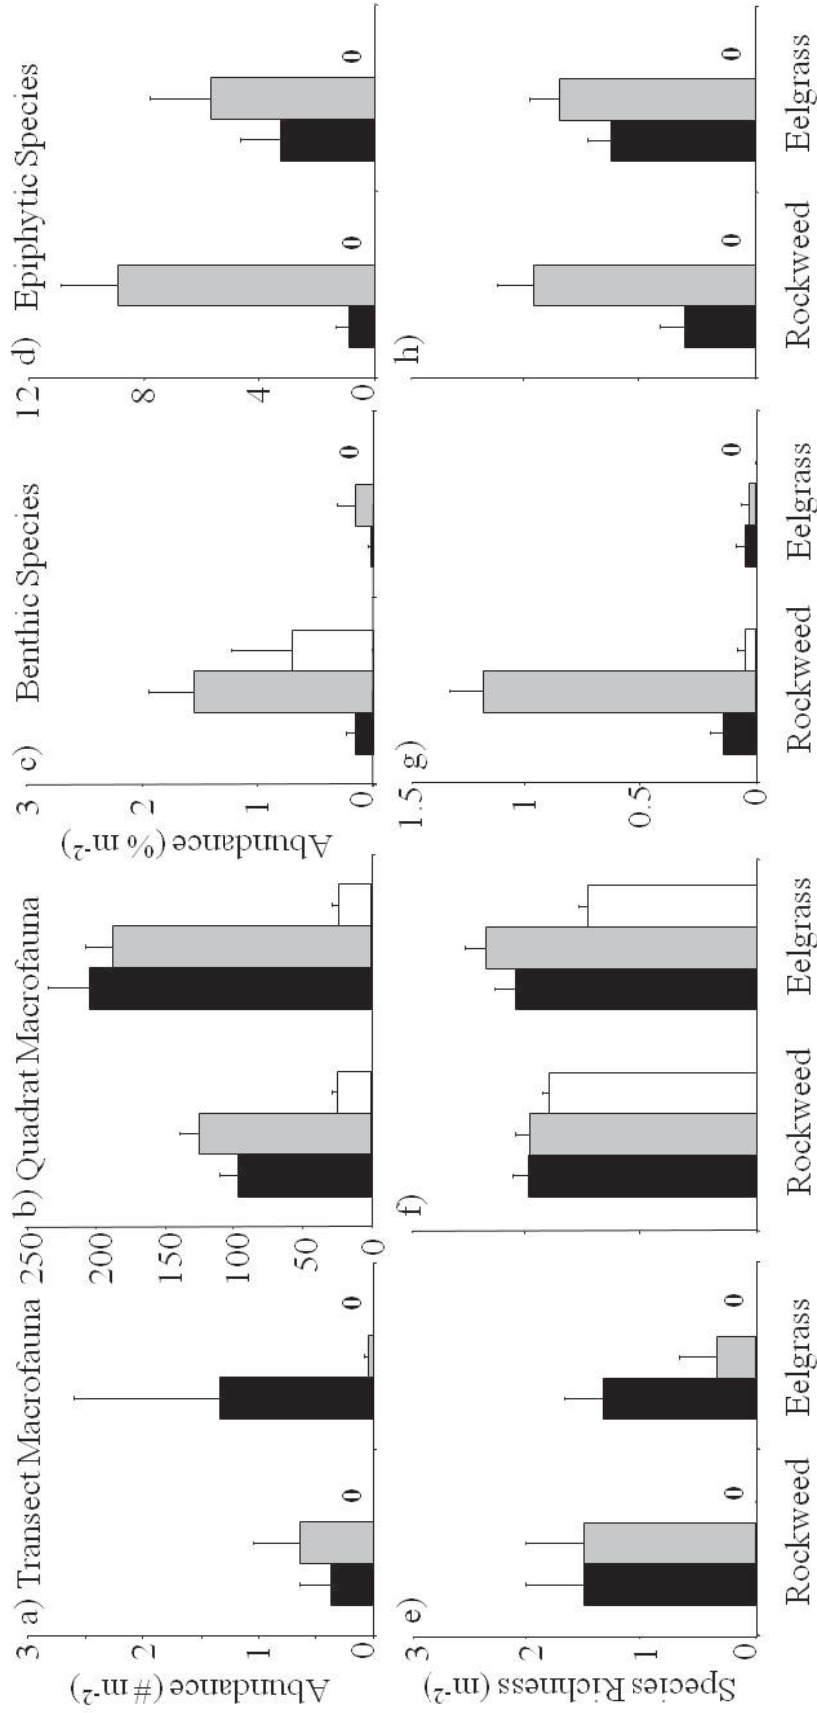 a) Transect Macrofauna
b) Quadrat Macrofauna
c) Benthic Species
d) Epiphytic Species
Abundance (# m-2)
3
2
1
0
0
0
250
200
150
100
50
0
Abundance (% m-2)
3
2
1
0
0
12
8
4
0
0
0
e)
f)
g)
h)
Species Richness (m-2)
3
2
1
0
0
0
1.5
1
0.5
0
0
0
0
Rockweed
Eelgrass
Rockweed
Eelgrass
Rockweed
Eelgrass
Rockweed
Eelgrass